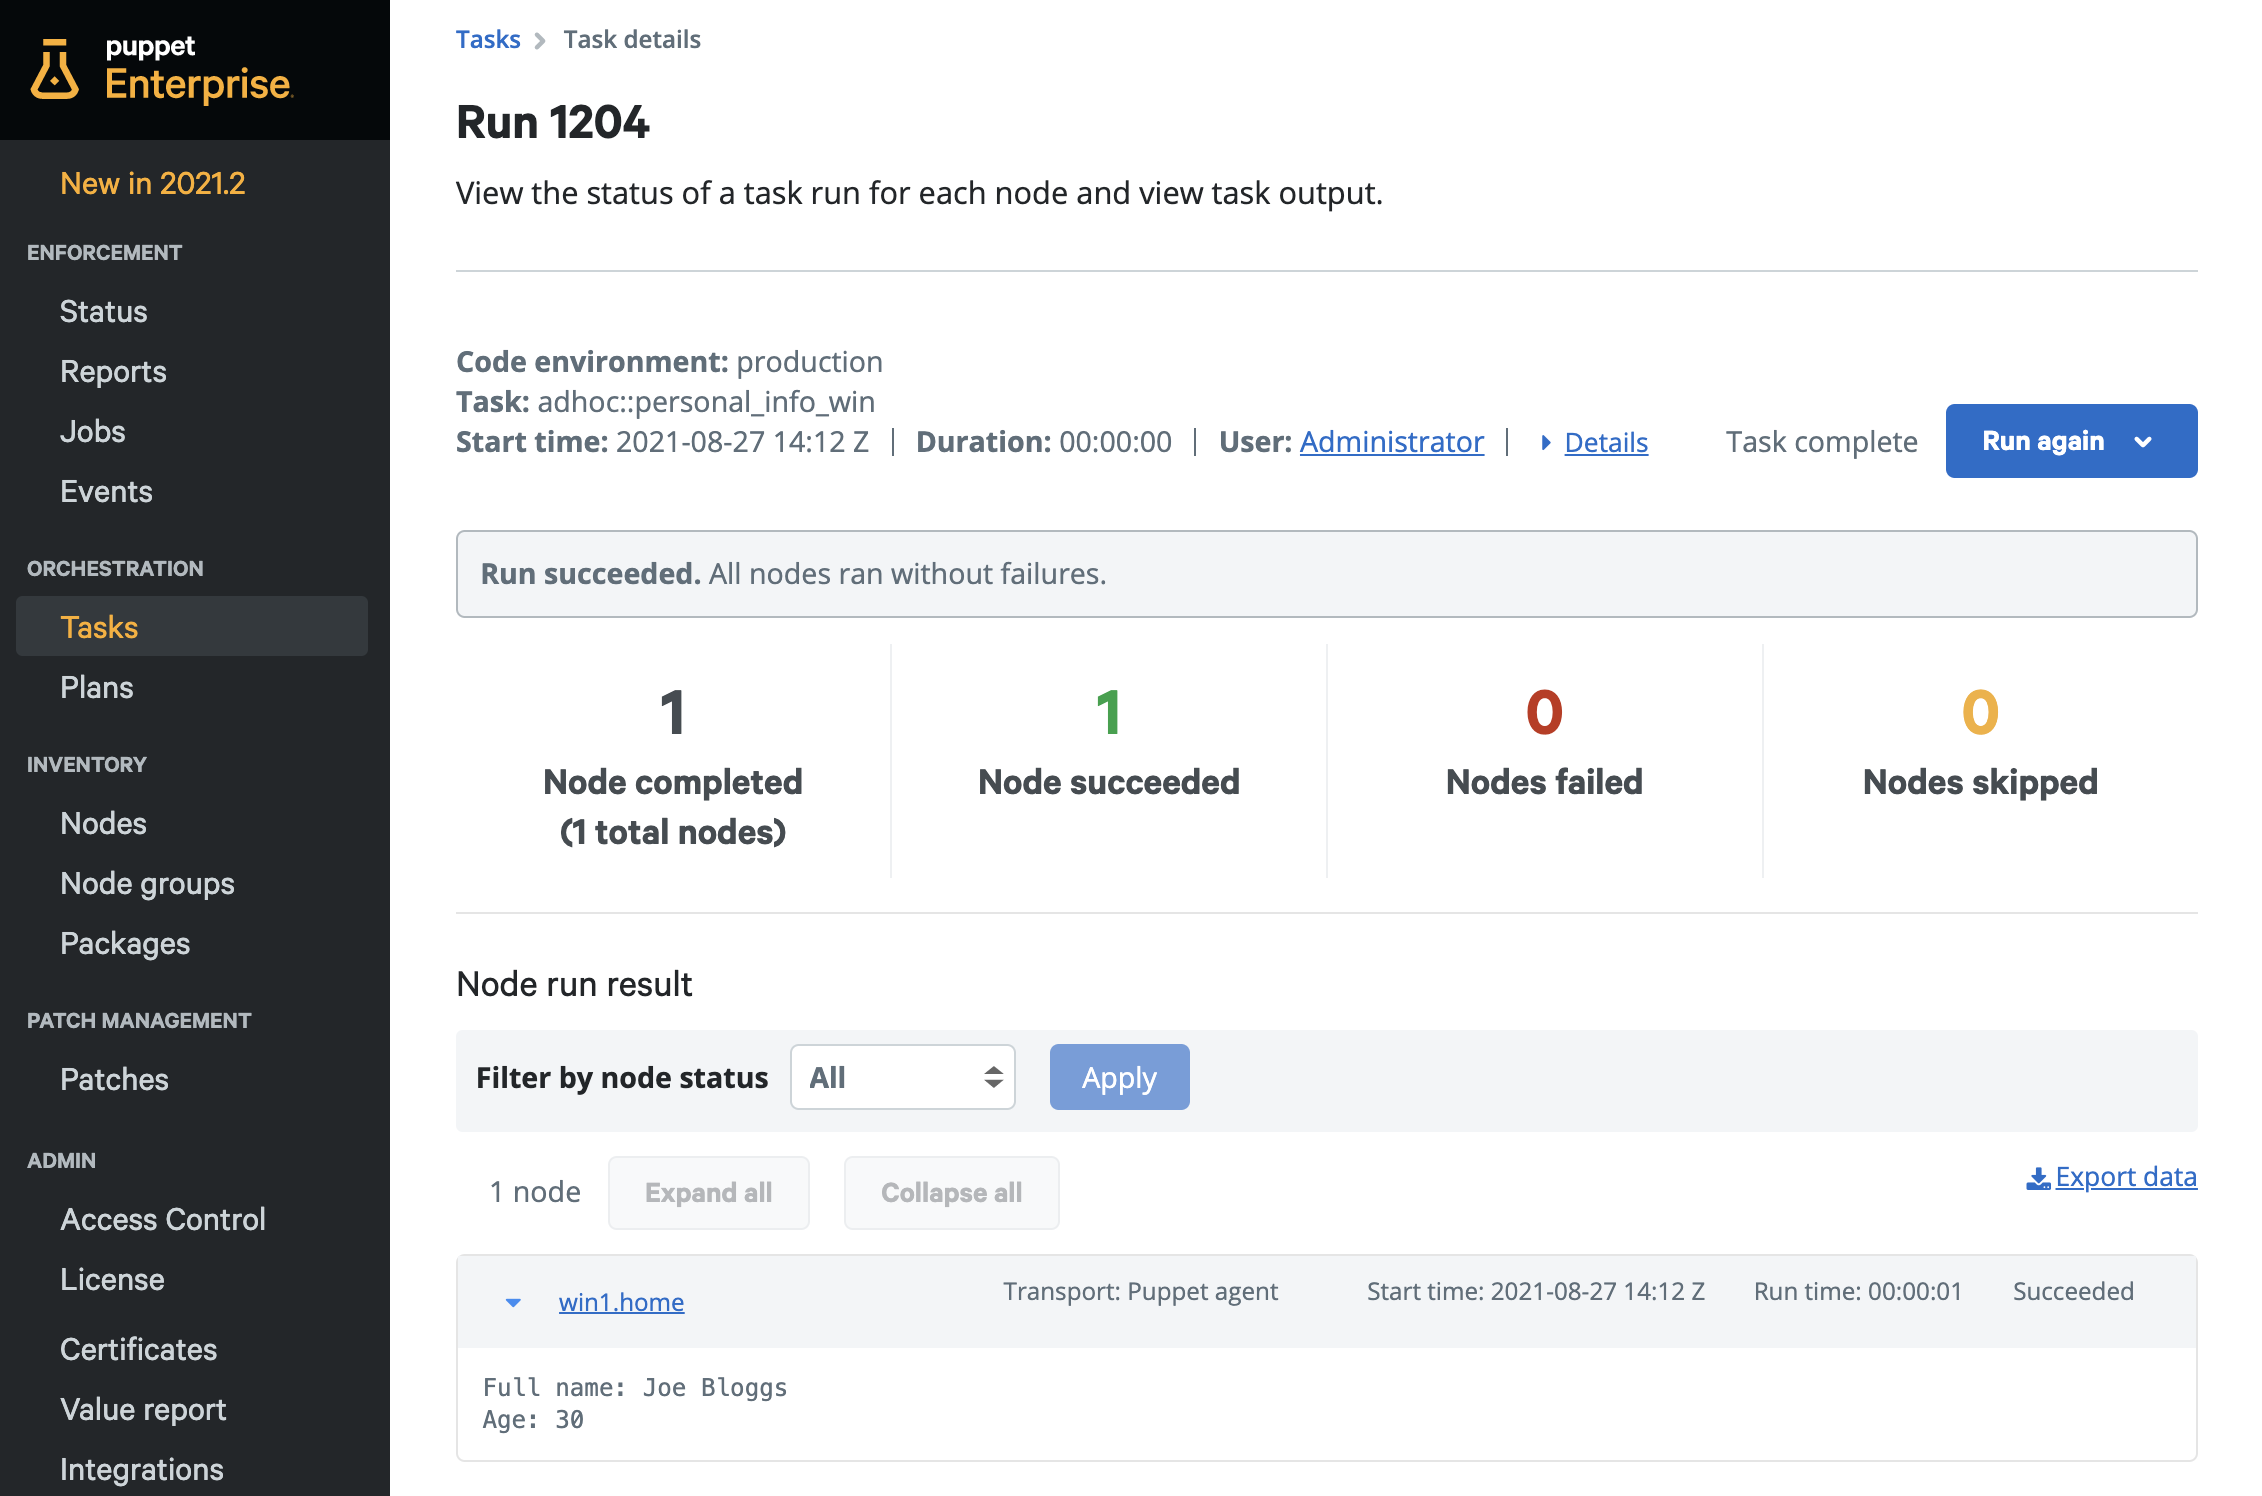 puppet
Enterprise.
New in 2021.2
ENFORCEMENT
Status
Reports
Jobs
Events
ORCHESTRATION
Tasks
Plans
INVENTORY
Nodes
Node groups
Packages
PATCH MANAGEMENT
Patches
ADMIN
Access Control
License
Certificates
Value report
Integrations
Tasks > Task details
Run 1204
View the status of a task run for each node and view task output.
Code environment: production
Task: adhoc::personal_info_win
Start time: 2021-08-27 14:12 Z | Duration: 00:00:00 | User: Administrator | Details Task complete Run again
Run succeeded. All nodes ran without failures.
1 1 0 0
Node completed Node succeeded Nodes failed Nodes skipped
(1 total nodes)
Node run result
Filter by node status All Apply
1 node Expand all Collapse all Export data
win1.home Transport: Puppet agent Start time: 2021-08-27 14:12 Z Run time: 00:00:01 Succeeded
Full name: Joe Bloggs
Age: 30